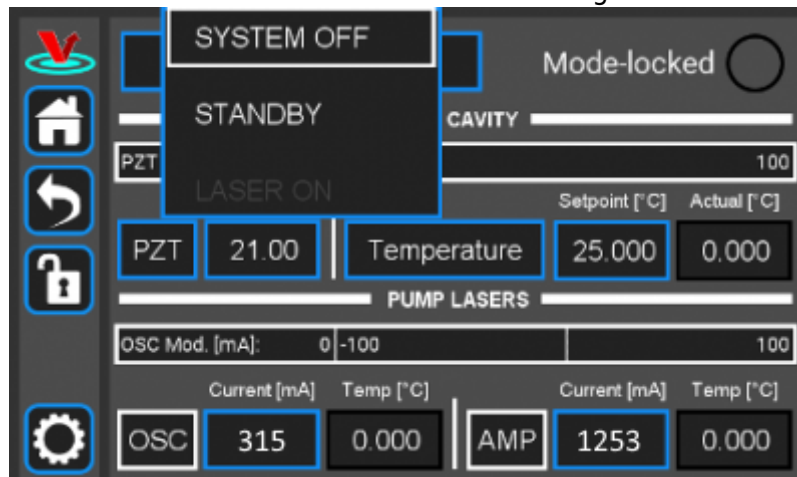 SYSTEM OFF
Mode-locked
STANDBY
CAVITY
PZT 100
LASER ON
Setpoint [°C] Actual [°C]
PZT 21.00 Temperature 25.000 0.000
PUMP LASERS
OSC Mod. [mA]: 0 -100 100
Current [mA] Temp [°C] Current [mA] Temp [°C]
OSC 315 0.000 AMP 1253 0.000